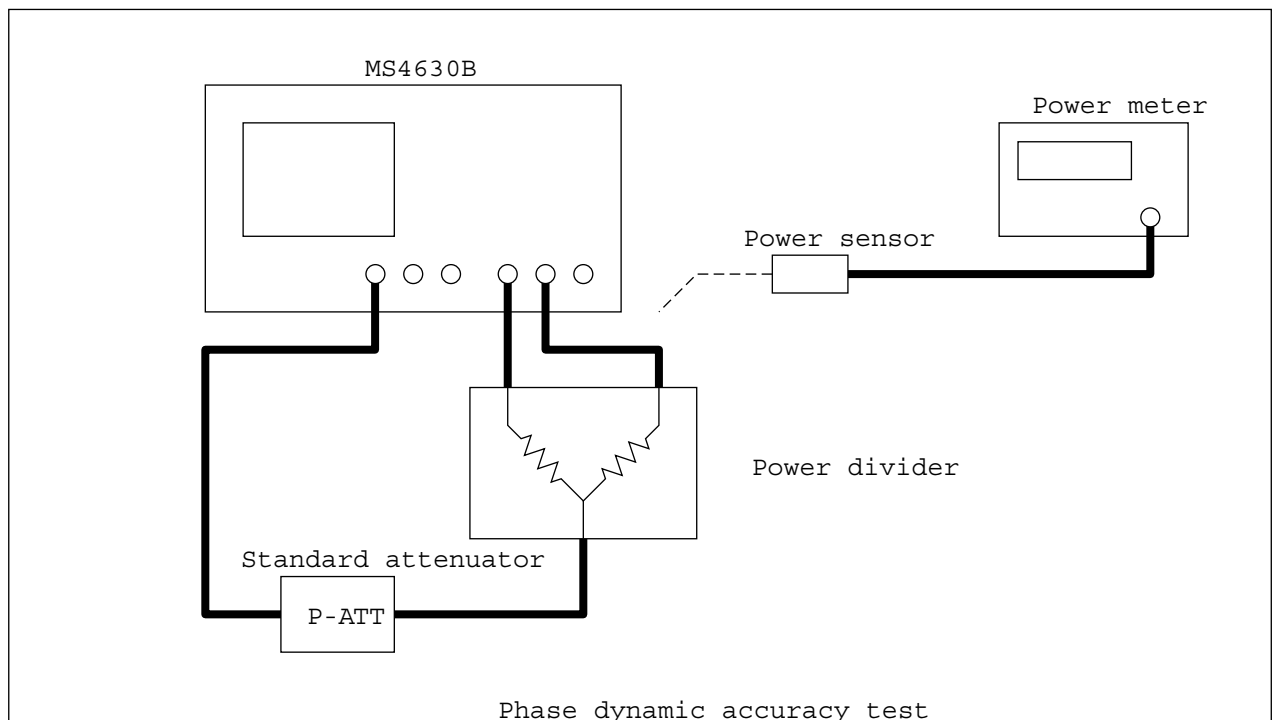 MS4630B
Power meter
Power sensor
Power divider
Standard attenuator
P-ATT
Phase dynamic accuracy test